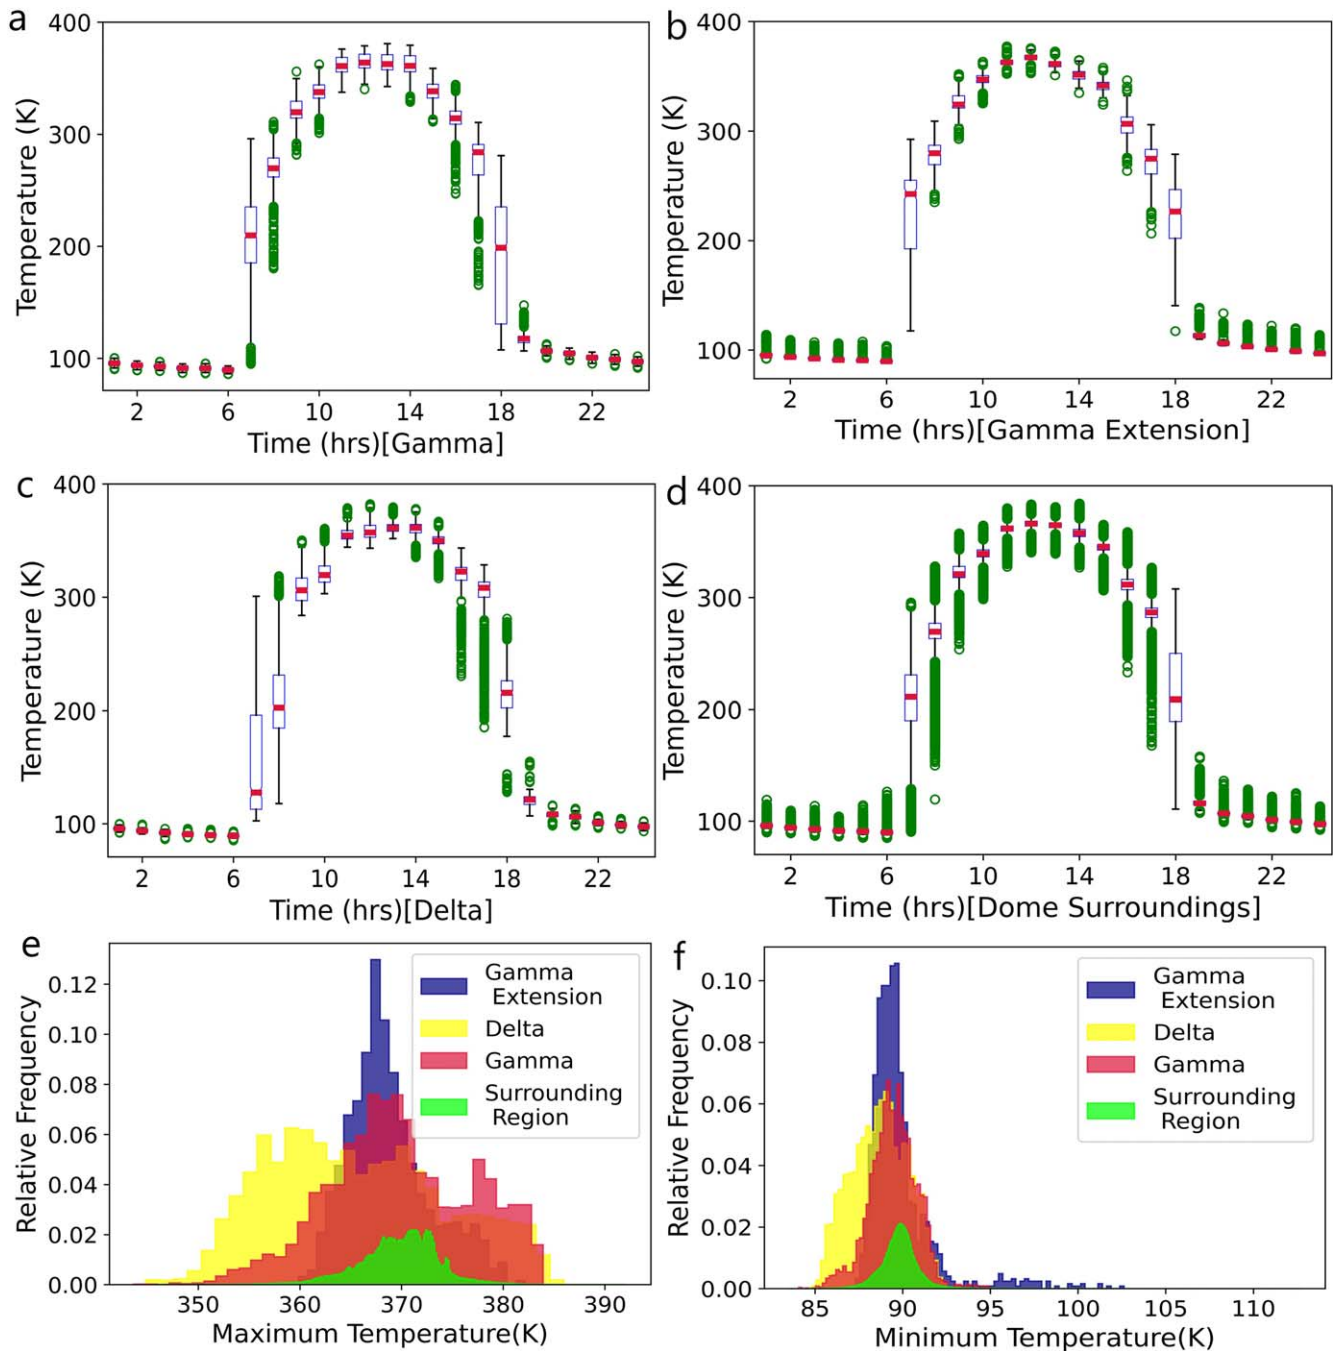 a
400
300
200
100
Temperature (K)
2 6 10 14 18 22
Time (hrs)[Gamma]
b
400
300
200
100
Temperature (K)
2 6 10 14 18 22
Time (hrs)[Gamma Extension]
c
400
300
200
100
Temperature (K)
2 6 10 14 18 22
Time (hrs)[Delta]
d
400
300
200
100
Temperature (K)
2 6 10 14 18 22
Time (hrs)[Dome Surroundings]
e
0.12
0.10
0.08
0.06
0.04
0.02
0.00
Relative Frequency
Gamma
Extension
Delta
Gamma
Surrounding
Region
350 360 370 380 390
Maximum Temperature(K)
f
0.10
0.08
0.06
0.04
0.02
0.00
Relative Frequency
Gamma
Extension
Delta
Gamma
Surrounding
Region
85 90 95 100 105 110
Minimum Temperature(K)